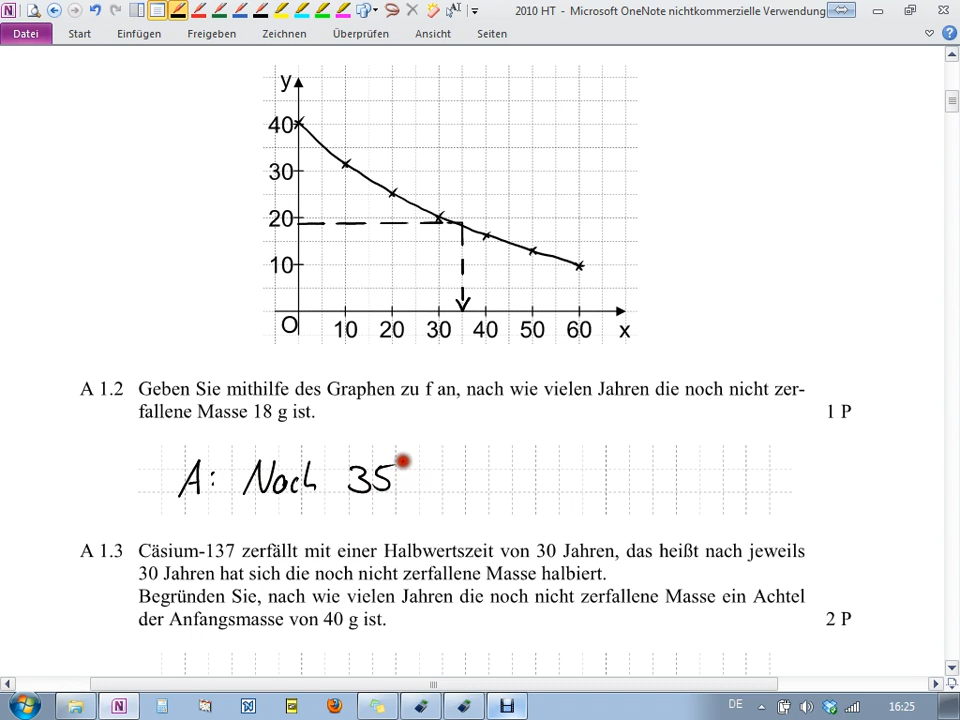 2010 HT - Microsoft OneNote nichtkommerzielle Verwendung
Datei Start Einfügen Freigeben Zeichnen Überprüfen Ansicht Seiten
y
40
30
20
10
O 10 20 30 40 50 60 x
A 1.2 Geben Sie mithilfe des Graphen zu f an, nach wie vielen Jahren die noch nicht zer-
fallene Masse 18 g ist. 1 P
A: Nach 35
A 1.3 Cäsium-137 zerfällt mit einer Halbwertszeit von 30 Jahren, das heißt nach jeweils
30 Jahren hat sich die noch nicht zerfallene Masse halbiert.
Begründen Sie, nach wie vielen Jahren die noch nicht zerfallene Masse ein Achtel
der Anfangsmasse von 40 g ist. 2 P
DE 16:25